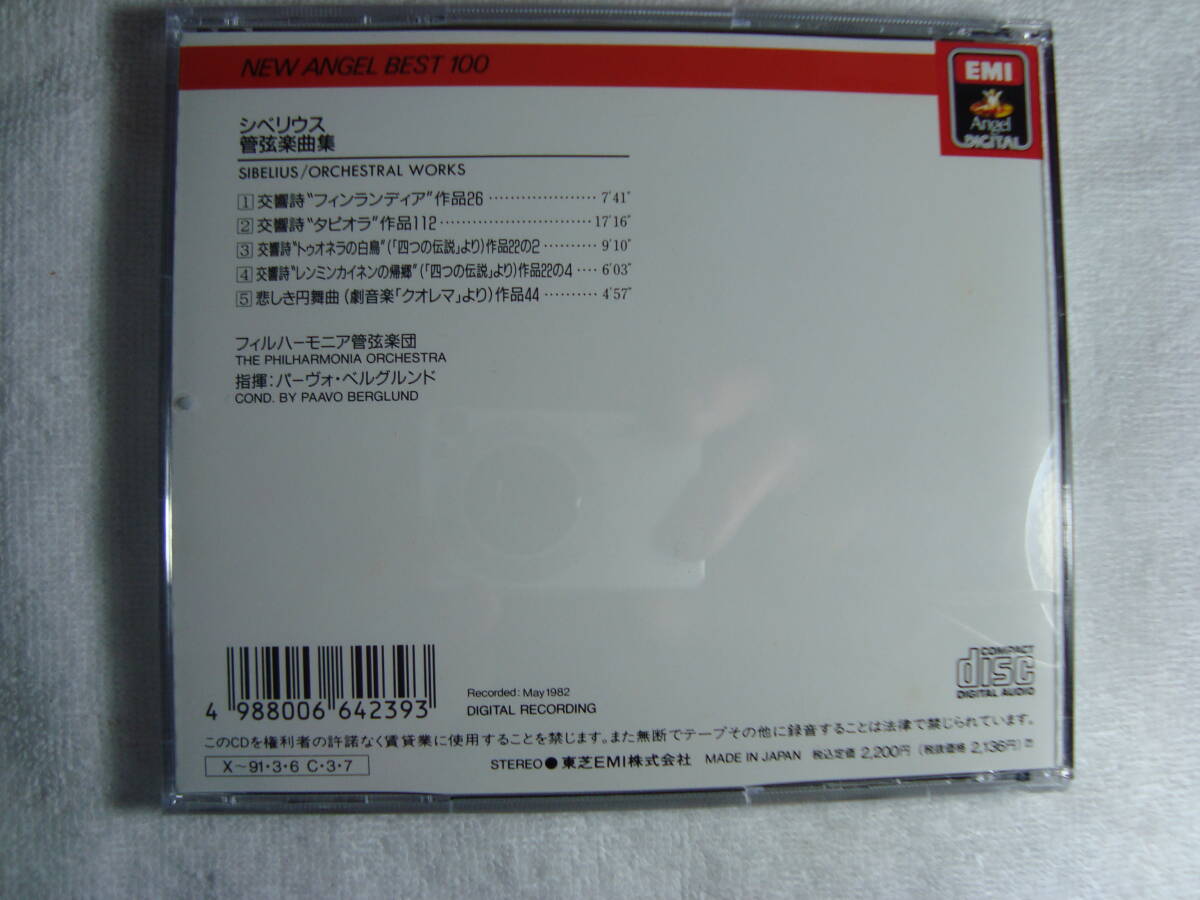 NEW ANGEL BEST 100
EMI
Angel
DIGITAL
シベリウス
管弦楽曲集
SIBELIUS/ORCHESTRAL WORKS
1 交響詩“フィンランディア”作品26 ···················· 7'41"
2 交響詩“タピオラ”作品112 ···························· 17'16"
3 交響詩“トゥオネラの白鳥”(「四つの伝説」より)作品22の2 ·········· 9'10"
4 交響詩“レンミンカイネンの帰郷”(「四つの伝説」より)作品22の4 ···· 6'03"
5 悲しき円舞曲(劇音楽「クオレマ」より)作品44 ·········· 4'57"
フィルハーモニア管弦楽団
THE PHILHARMONIA ORCHESTRA
指揮:パーヴォ・ベルグルンド
COND. BY PAAVO BERGLUND
4 988006 642393
Recorded: May1982
DIGITAL RECORDING
COMPACT
disc
DIGITAL AUDIO
このCDを権利者の許諾なく賃貸業に使用することを禁じます。また無断でテープその他に録音することは法律で禁じられています。
X~91・3・6 C・3・7
STEREO● 東芝EMI株式会社 MADE IN JAPAN 税込定価 2,200円 (税抜価格 2,136円)